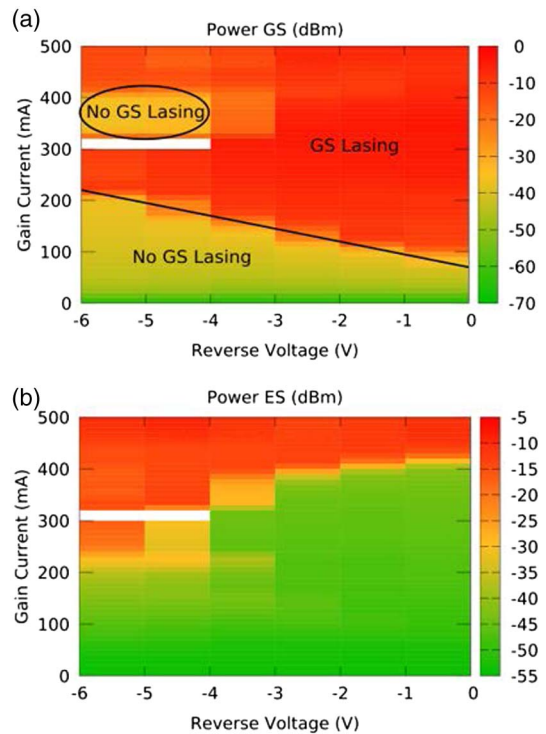 (a)
Power GS (dBm)
500
400
300
200
100
0
Gain Current (mA)
No GS Lasing
GS Lasing
No GS Lasing
-6 -5 -4 -3 -2 -1 0
Reverse Voltage (V)
0
-10
-20
-30
-40
-50
-60
-70
(b)
Power ES (dBm)
500
400
300
200
100
0
Gain Current (mA)
-6 -5 -4 -3 -2 -1 0
Reverse Voltage (V)
-5
-10
-15
-20
-25
-30
-35
-40
-45
-50
-55